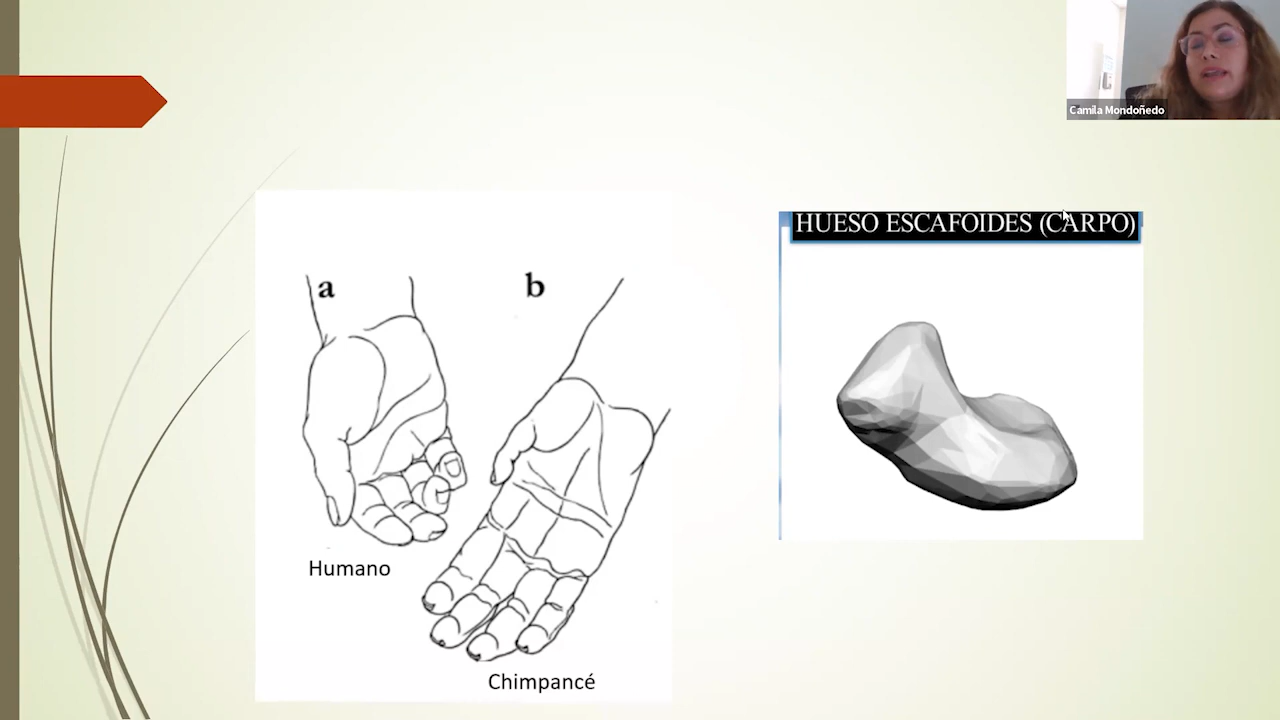 Camila Mondoñedo
HUESO ESCAFOIDES (CARPO)
a
b
Humano
Chimpancé